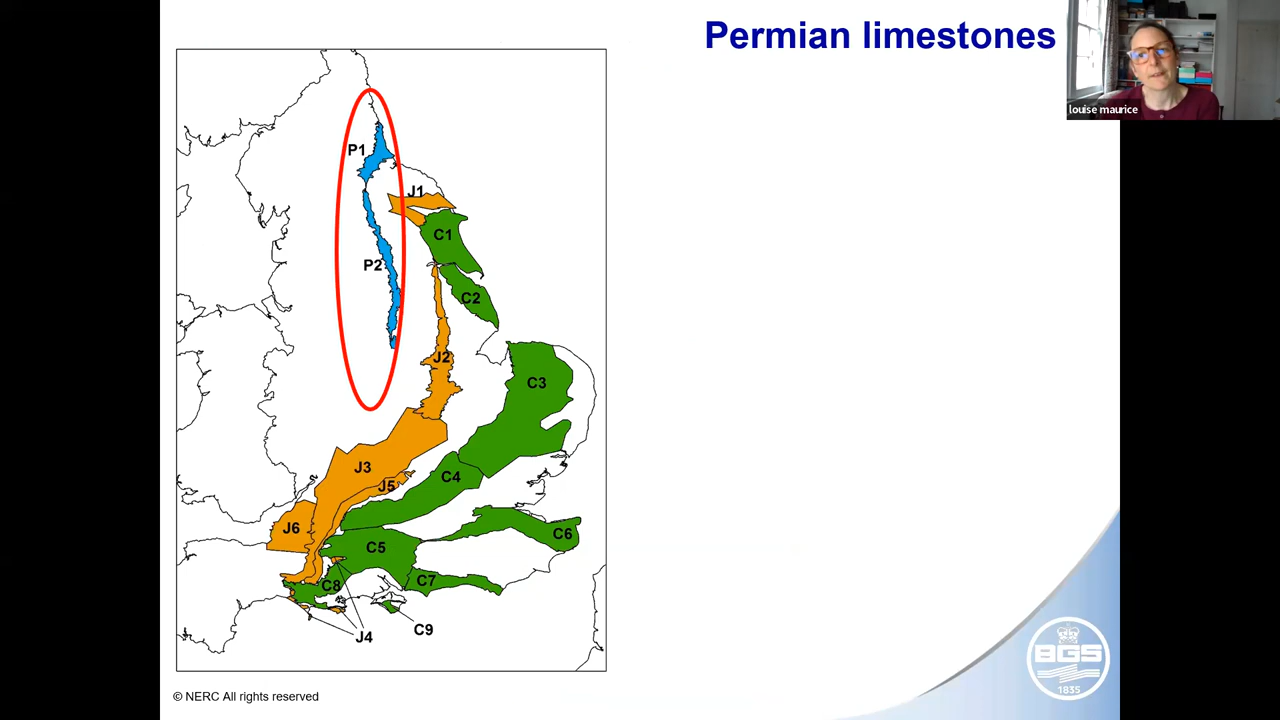 Permian limestones
louise maurice
P1
J1
C1
P2
C2
J2
C3
J3
C4
J5
J6
C6
C5
C7
C8
C9
J4
© NERC All rights reserved
BGS
1835